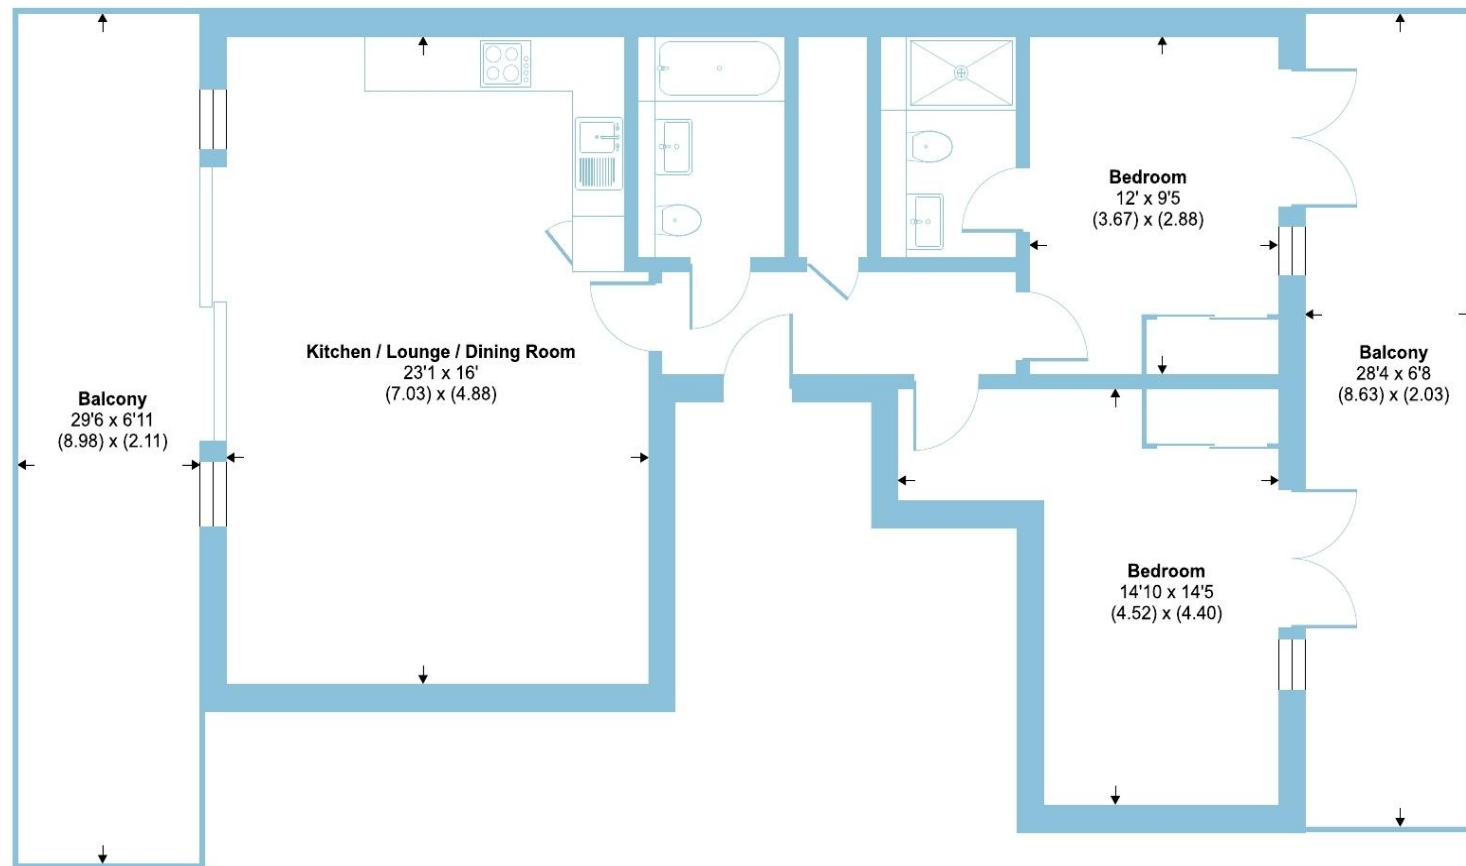 Bedroom
12' x 9'5
(3.67) x (2.88)
Kitchen / Lounge / Dining Room
23'1 x 16'
(7.03) x (4.88)
Balcony
28'4 x 6'8
(8.63) x (2.03)
Balcony
29'6 x 6'11
(8.98) x (2.11)
Bedroom
14'10 x 14'5
(4.52) x (4.40)